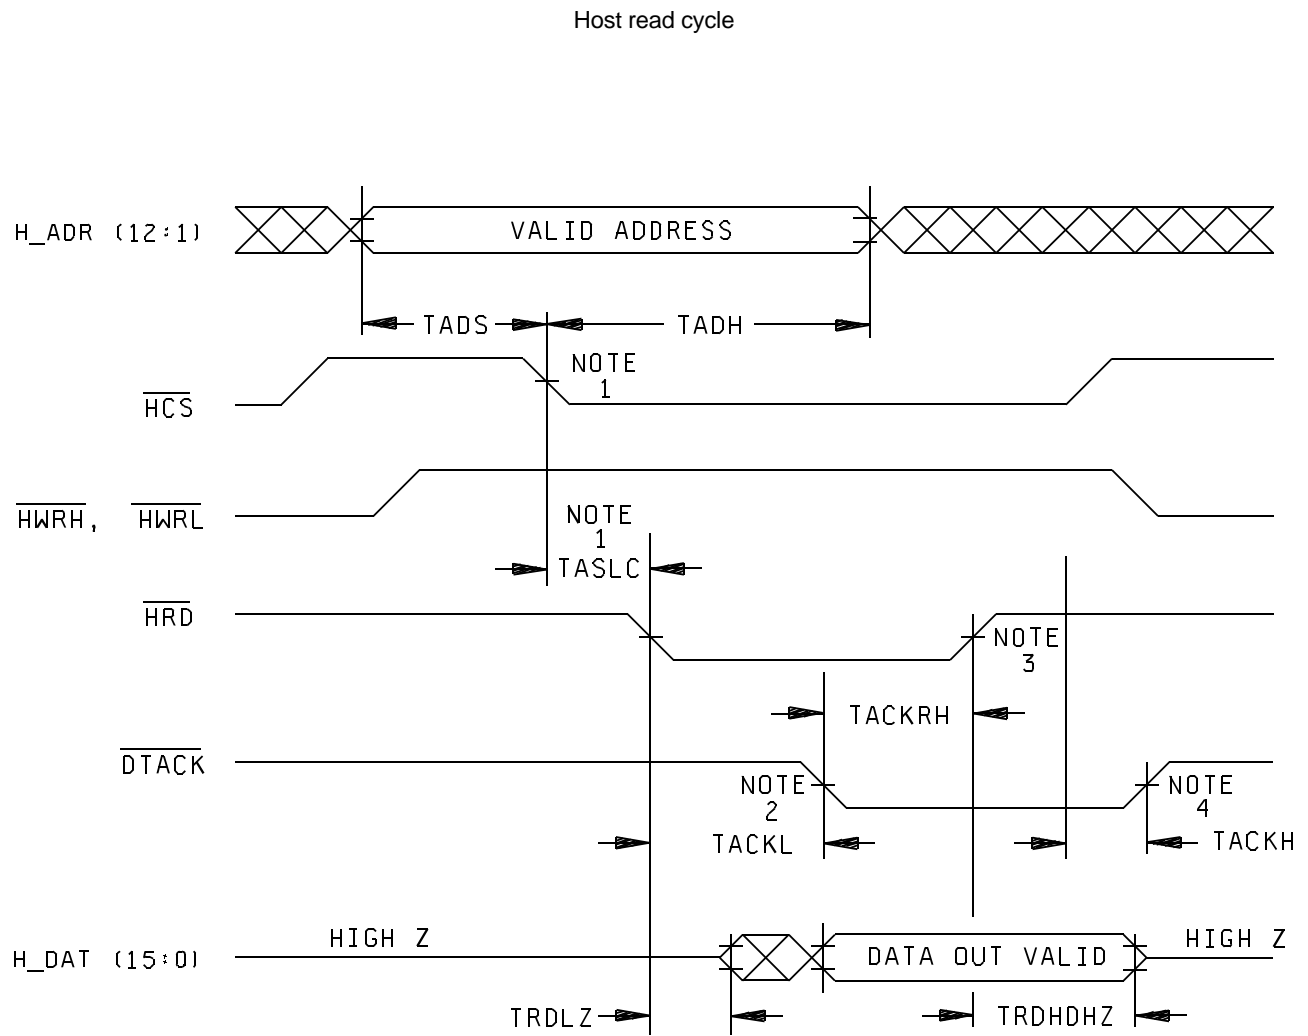 Host read cycle
H_ADR (12:1)
VALID ADDRESS
TADS
TADH
NOTE
1
HCS
HWRH, HWRL
NOTE
1
TASLC
HRD
NOTE
3
TACKRH
DTACK
NOTE
2
NOTE
4
TACKL
TACKH
H_DAT (15:0)
HIGH Z
DATA OUT VALID
HIGH Z
TRDLZ
TRDHDHZ